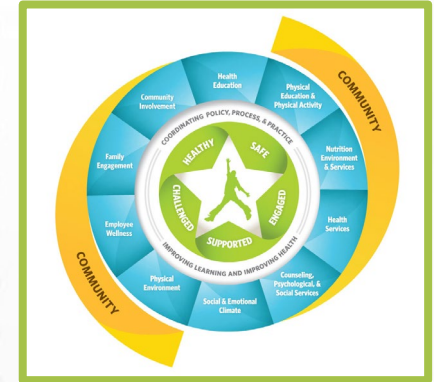 COMMUNITY
Health
Education
Physical
Education &
Physical Activity
Nutrition
Environment
& Services
Health
Services
Counseling,
Psychological, &
Social Services
Social & Emotional
Climate
Physical
Environment
Employee
Wellness
Family
Engagement
Community
Involvement
COORDINATING POLICY, PROCESS, & PRACTICE
IMPROVING LEARNING AND IMPROVING HEALTH
HEALTHY
SAFE
ENGAGED
SUPPORTED
CHALLENGED
COMMUNITY